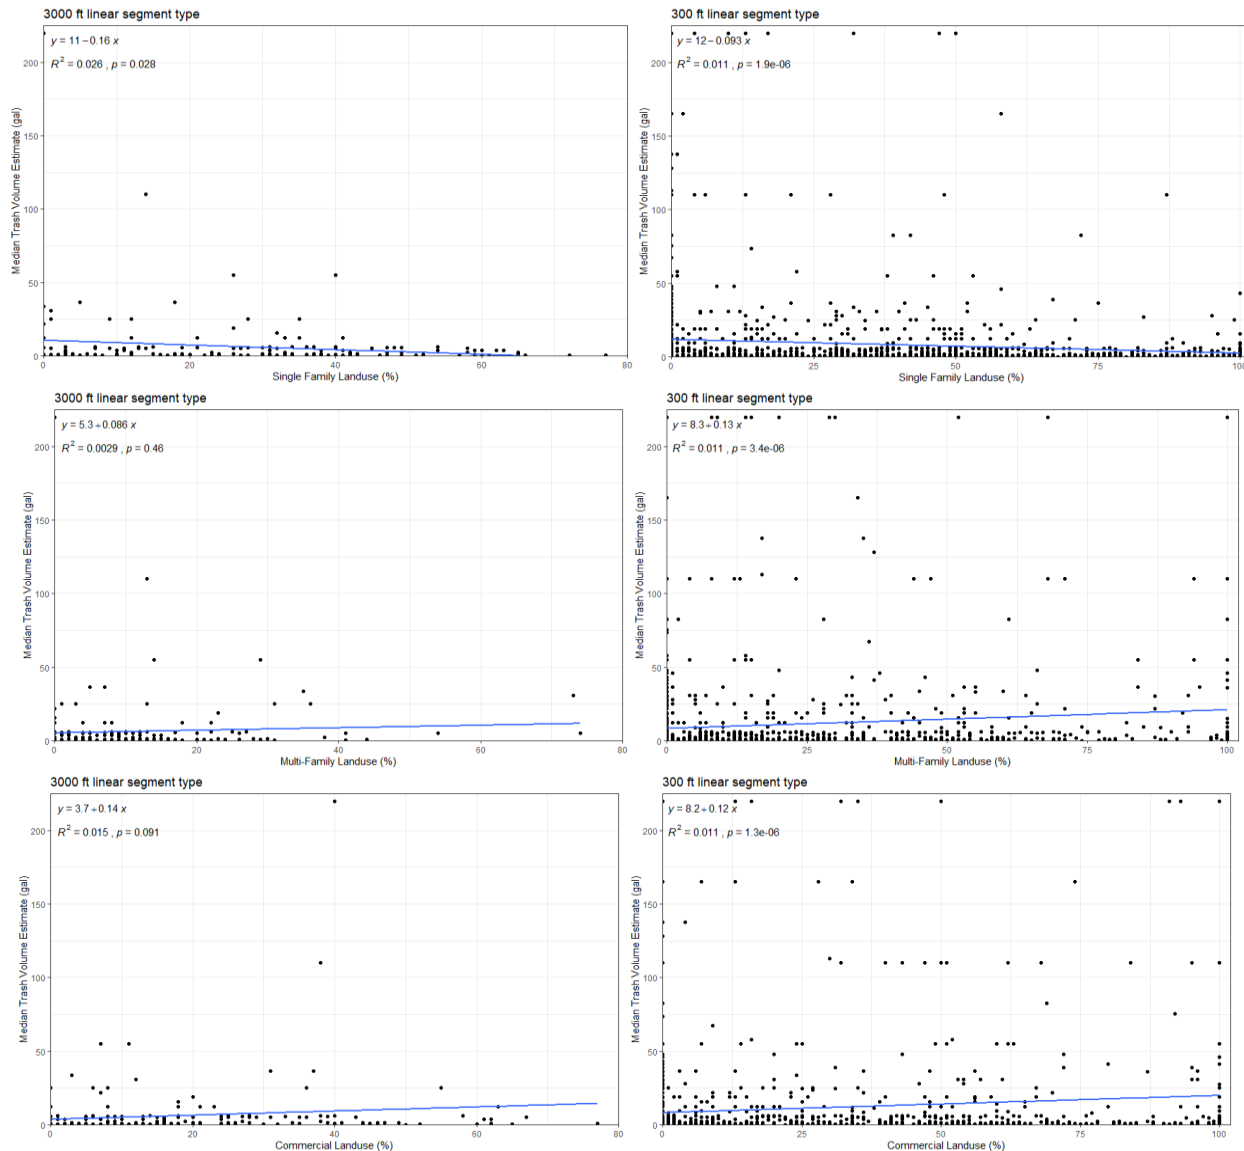 3000 ft linear segment type
y = 11 − 0.16 x
R² = 0.026 , p = 0.028
200
150
100
50
0
Median Trash Volume Estimate (gal)
0 20 40 60 80
Single Family Landuse (%)
300 ft linear segment type
y = 12 − 0.093 x
R² = 0.011 , p = 1.9e-06
200
150
100
50
0
Median Trash Volume Estimate (gal)
0 25 50 75 100
Single Family Landuse (%)
3000 ft linear segment type
y = 5.3 + 0.086 x
R² = 0.0029 , p = 0.46
200
150
100
50
0
Median Trash Volume Estimate (gal)
0 20 40 60 80
Multi-Family Landuse (%)
300 ft linear segment type
y = 8.3 + 0.13 x
R² = 0.011 , p = 3.4e-06
200
150
100
50
0
Median Trash Volume Estimate (gal)
0 25 50 75 100
Multi-Family Landuse (%)
3000 ft linear segment type
y = 3.7 + 0.14 x
R² = 0.015 , p = 0.091
200
150
100
50
0
Median Trash Volume Estimate (gal)
0 20 40 60 80
Commercial Landuse (%)
300 ft linear segment type
y = 8.2 + 0.12 x
R² = 0.011 , p = 1.3e-06
200
150
100
50
0
Median Trash Volume Estimate (gal)
0 25 50 75 100
Commercial Landuse (%)